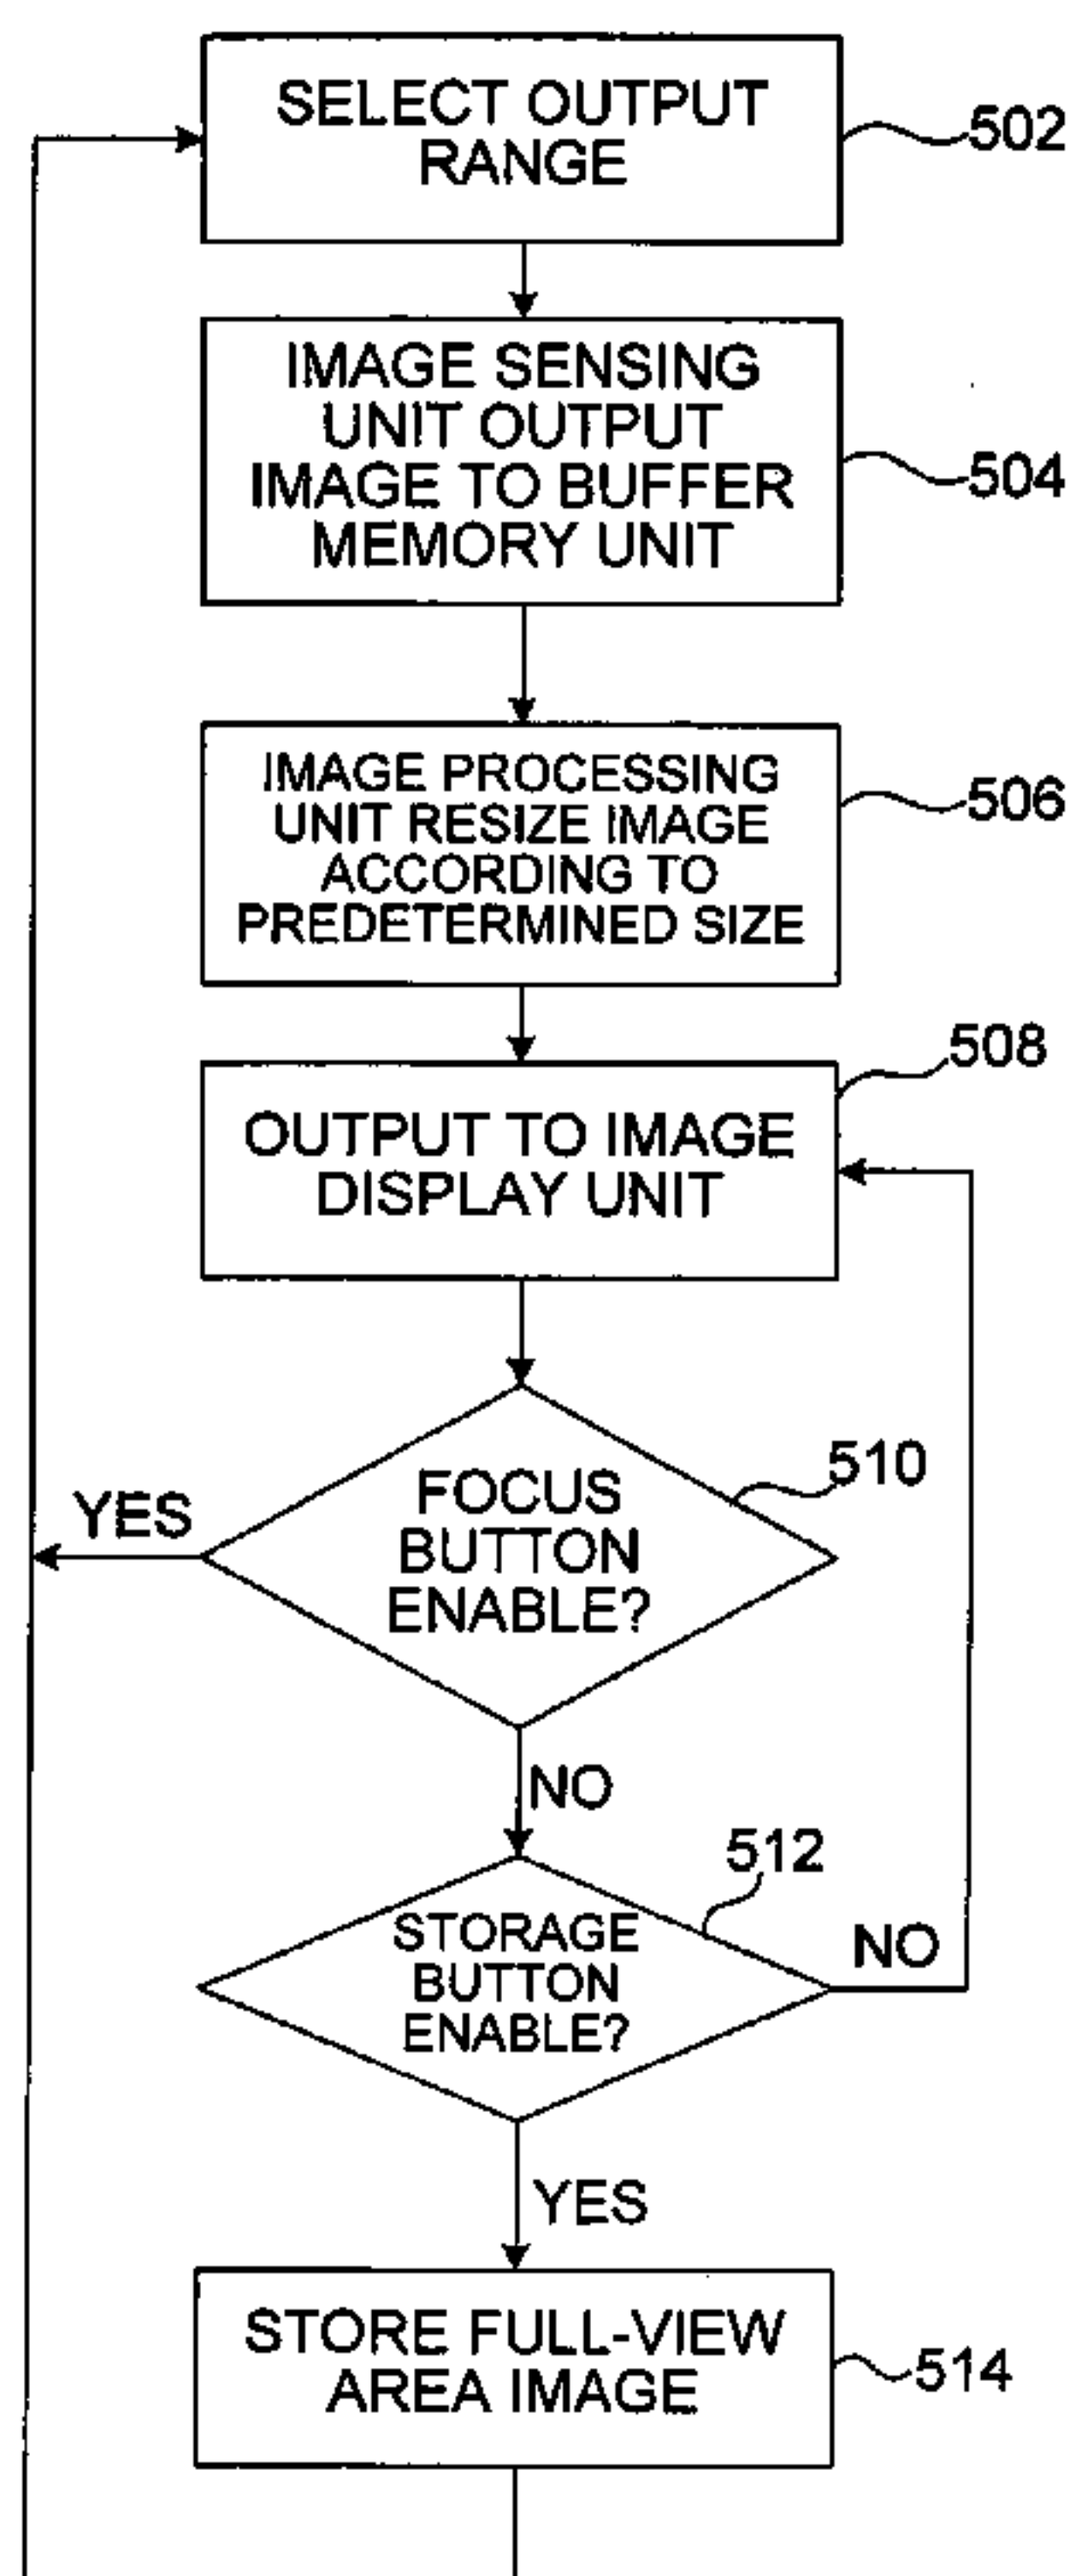 SELECT OUTPUT
RANGE
502
IMAGE SENSING
UNIT OUTPUT
IMAGE TO BUFFER
MEMORY UNIT
504
IMAGE PROCESSING
UNIT RESIZE IMAGE
ACCORDING TO
PREDETERMINED SIZE
506
508
OUTPUT TO IMAGE
DISPLAY UNIT
510
FOCUS
BUTTON
ENABLE?
YES
NO
512
STORAGE
BUTTON
ENABLE?
NO
YES
STORE FULL-VIEW
AREA IMAGE
514